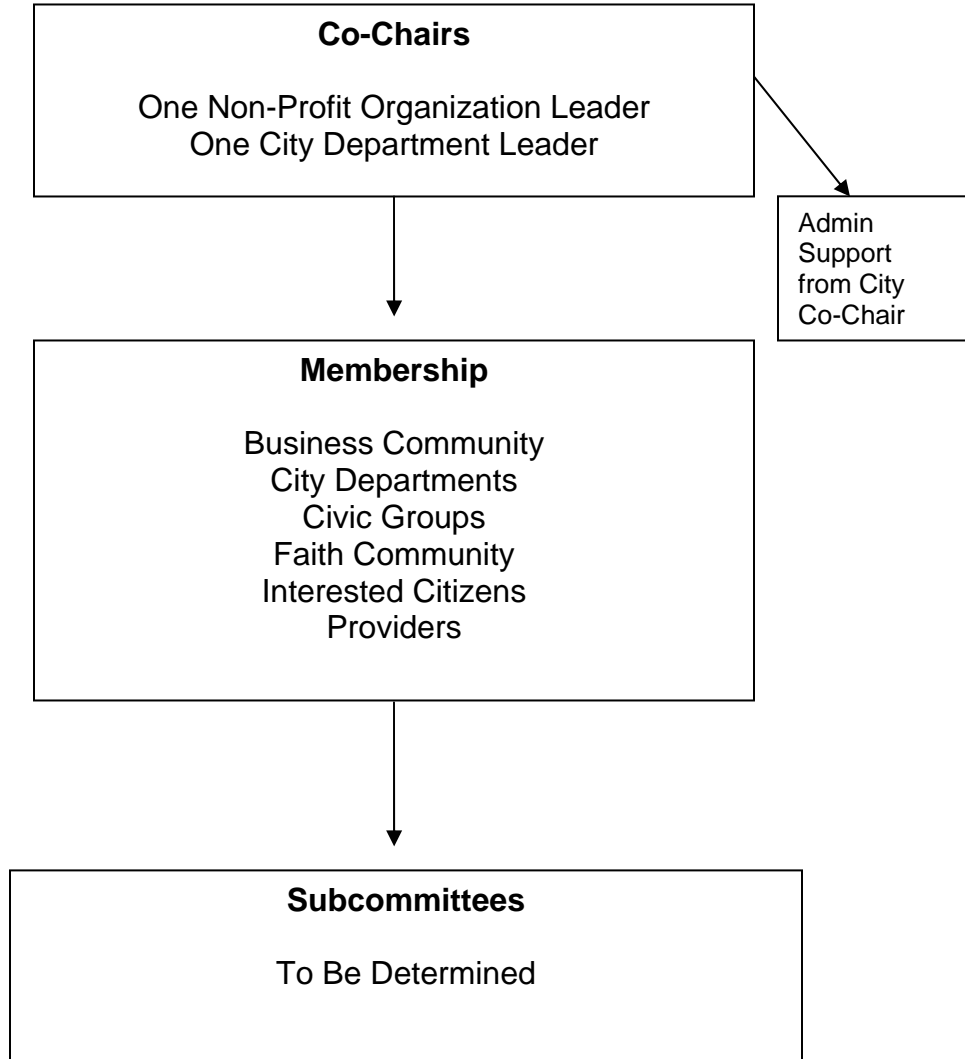 Co-Chairs
One Non-Profit Organization Leader
One City Department Leader
Admin
Support
from City
Co-Chair
Membership
Business Community
City Departments
Civic Groups
Faith Community
Interested Citizens
Providers
Subcommittees
To Be Determined